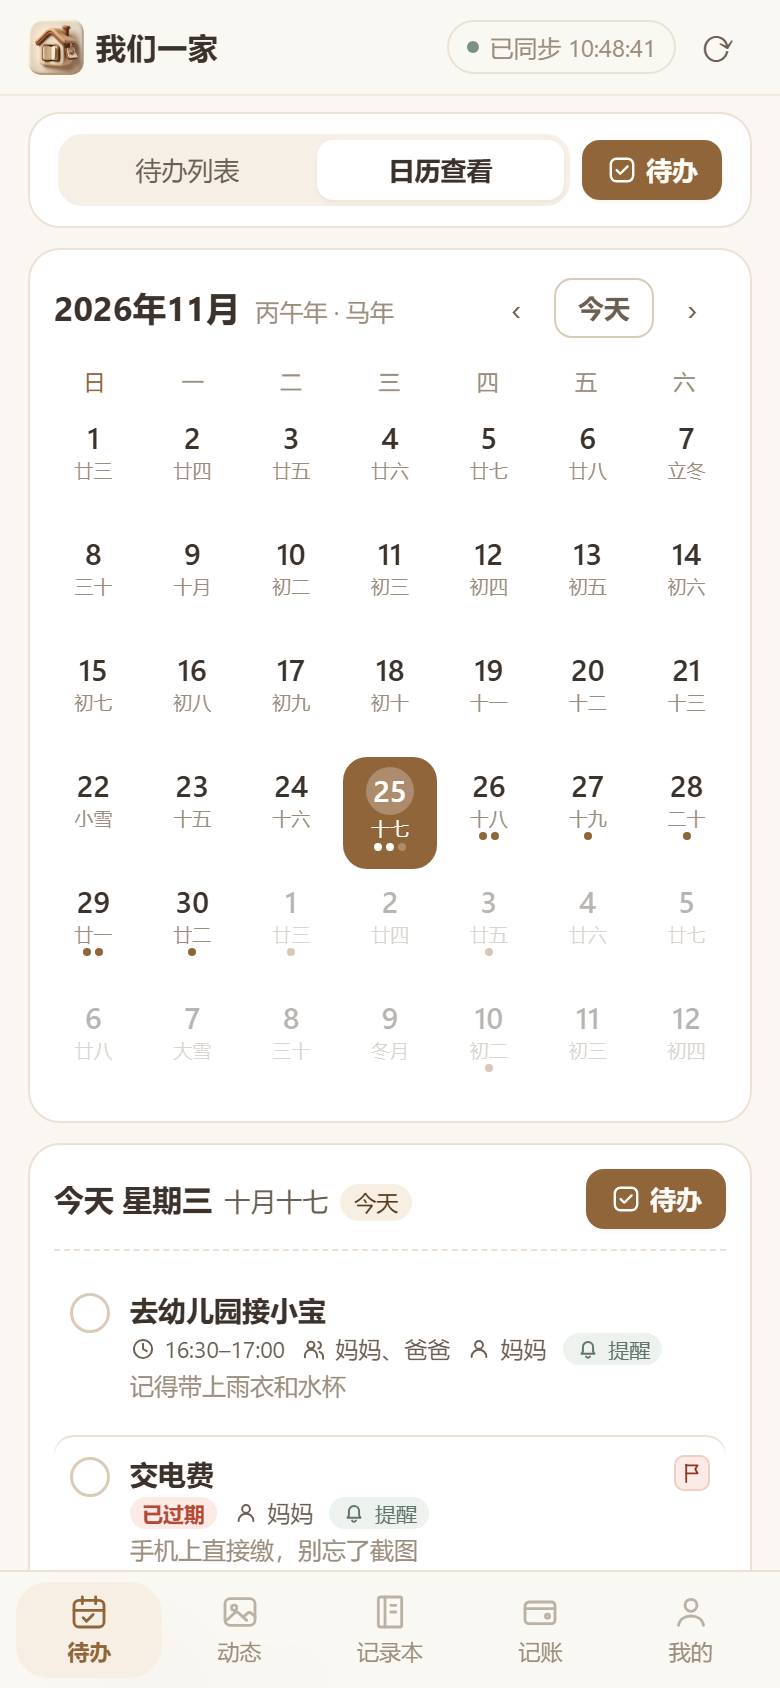 我们一家
已同步 10:48:41
待办列表 日历查看 待办
2026年11月 丙午年 · 马年 ‹ 今天 ›
日 一 二 三 四 五 六
1 2 3 4 5 6 7
廿三 廿四 廿五 廿六 廿七 廿八 立冬
8 9 10 11 12 13 14
三十 十月 初二 初三 初四 初五 初六
15 16 17 18 19 20 21
初七 初八 初九 初十 十一 十二 十三
22 23 24 25 26 27 28
小雪 十五 十六 十七 十八 十九 二十
29 30 1 2 3 4 5
廿一 廿二 廿三 廿四 廿五 廿六 廿七
6 7 8 9 10 11 12
廿八 大雪 三十 冬月 初二 初三 初四
今天 星期三 十月十七 今天 待办
去幼儿园接小宝
16:30–17:00 妈妈、爸爸 妈妈 提醒
记得带上雨衣和水杯
交电费
已过期 妈妈 提醒
手机上直接缴，别忘了截图
待办 动态 记录本 记账 我的